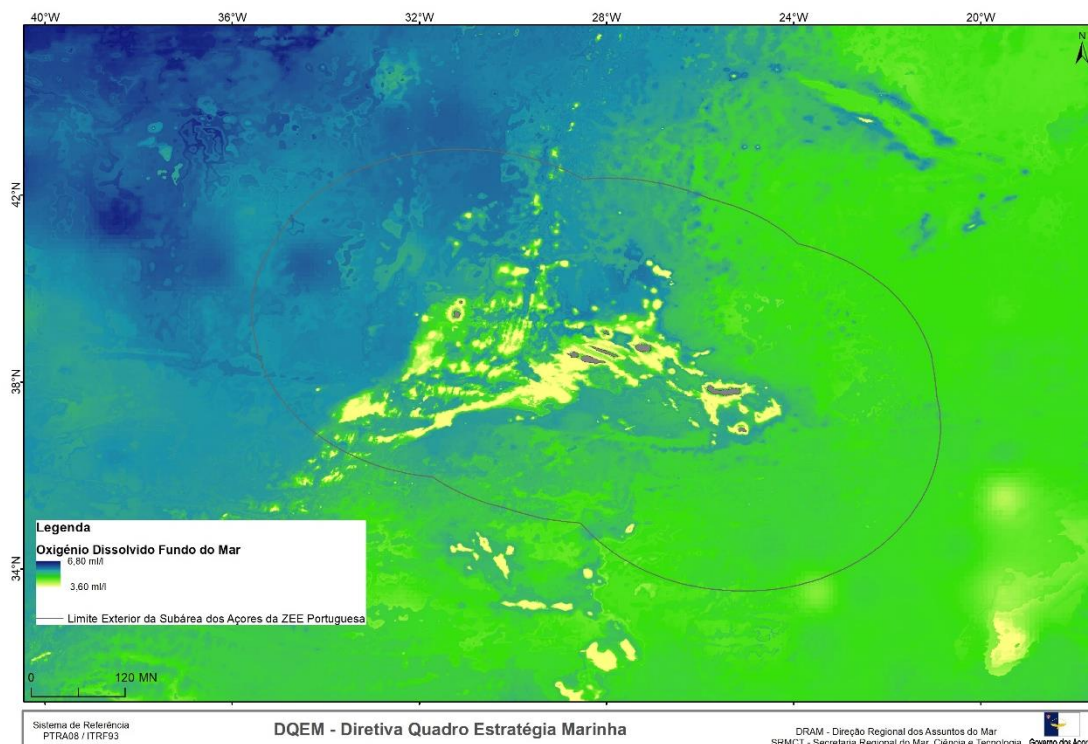 40°W 36°W 32°W 28°W 24°W 20°W
N
42°N
38°N
34°N
Legenda
Oxigénio Dissolvido Fundo do Mar
6,80 ml/l
3,60 ml/l
Limite Exterior da Subárea dos Açores da ZEE Portuguesa
0 120 MN
Sistema de Referência
PTRA08 / ITRF93
DQEM - Diretiva Quadro Estratégia Marinha
DRAM - Direção Regional dos Assuntos do Mar
SRMCT - Secretaria Regional do Mar, Ciência e Tecnologia
Governo dos Aço